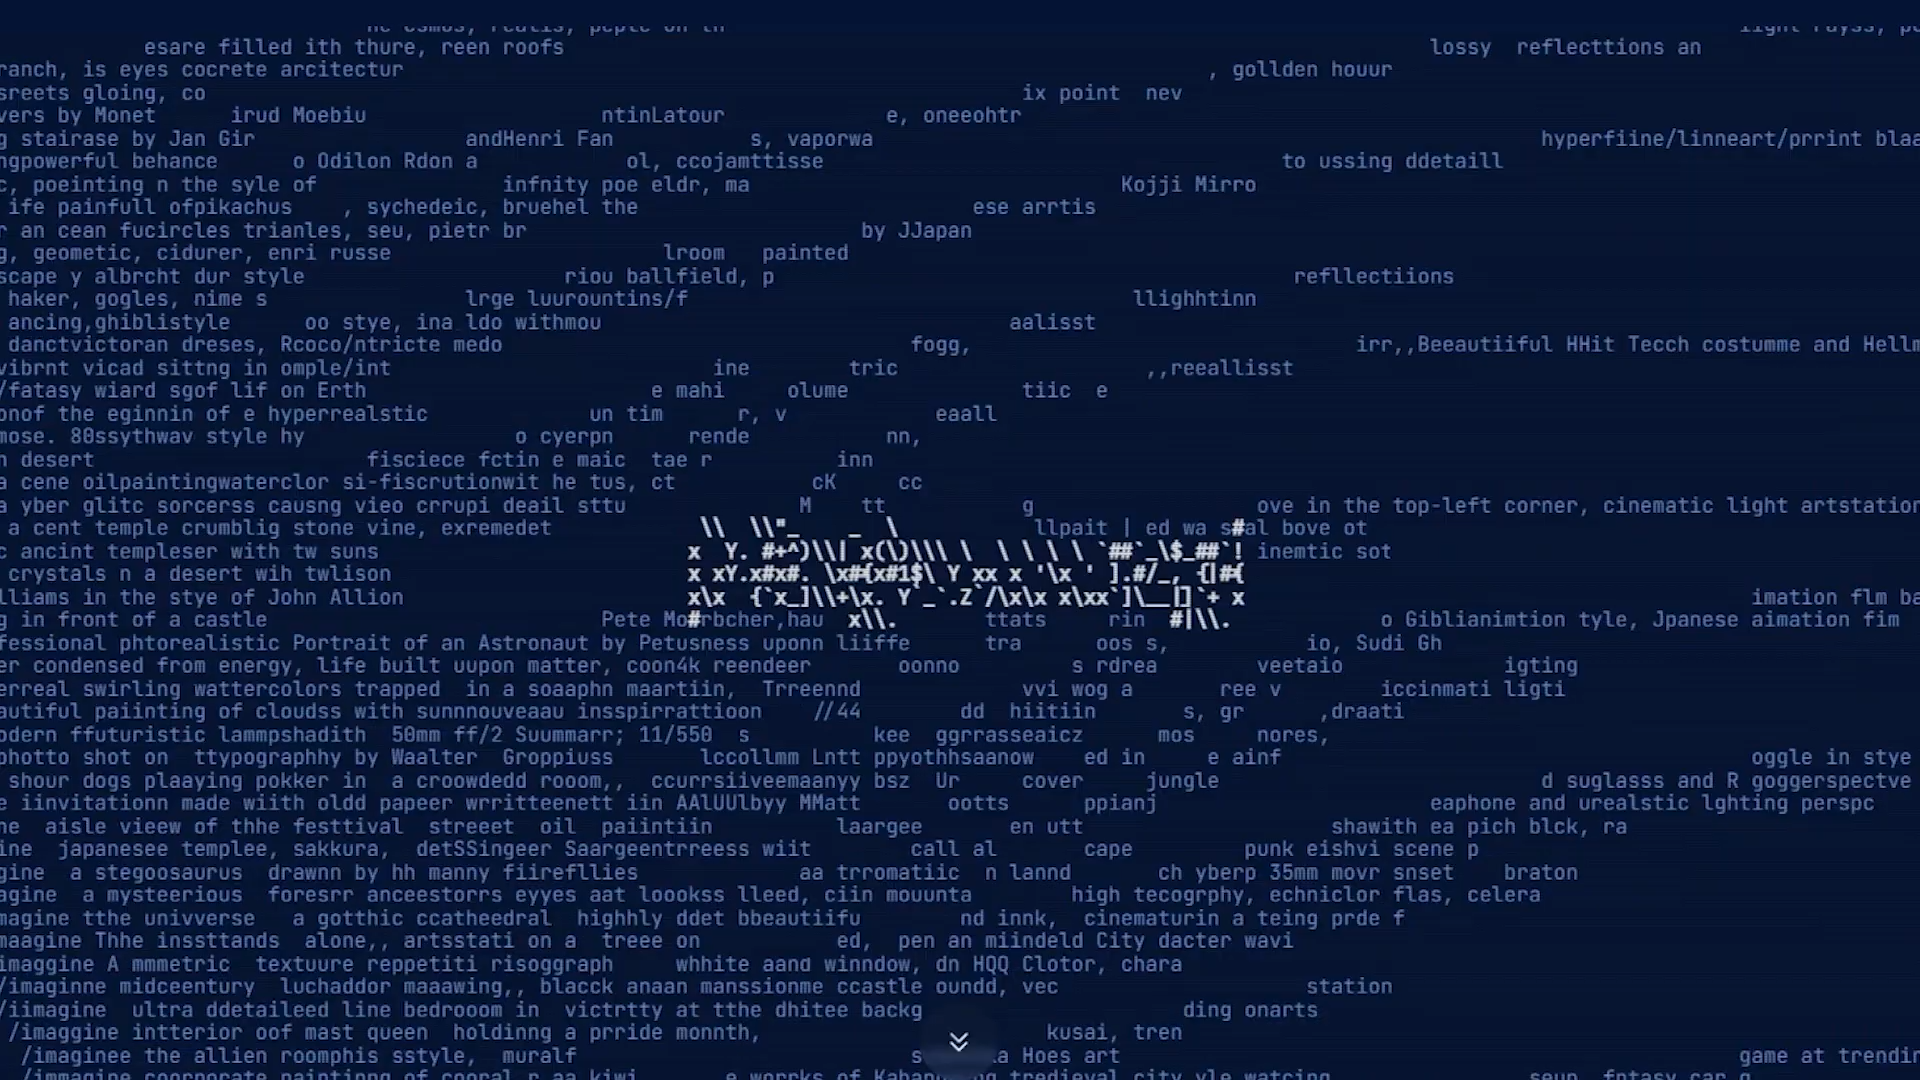 esare filled ith thure, reen roofs lossy reflecttions an
ranch, is eyes cocrete arcitectur , gollden houur
sreets gloing, co ix point nev
vers by Monet irud Moebiu ntinLatour e, oneeohtr
g stairase by Jan Gir andHenri Fan s, vaporwa hyperfiine/linneart/prrint blaa
ngpowerful behance o Odilon Rdon a ol, ccojamttisse to ussing ddetaill
c, poeinting n the syle of infnity poe eldr, ma Kojji Mirro
ife painfull ofpikachus , sychedeic, bruehel the ese arrtis
r an cean fucircles trianles, seu, pietr br by JJapan
g, geometic, cidurer, enri russe lroom painted
scape y albrcht dur style riou ballfield, p refllectiions
haker, gogles, nime s lrge luurountins/f llighhtinn
ancing,ghiblistyle oo stye, ina ldo withmou aalisst
danctvictoran dreses, Rcoco/ntricte medo fogg, irr,,Beeautiiful HHit Tecch costumme and Hellm
vibrnt vicad sittng in omple/int ine tric ,,reeallisst
/fatasy wiard sgof lif on Erth e mahi olume tiic e
onof the eginnin of e hyperrealstic un tim r, v eaall
mose. 80ssythwav style hy o cyerpn rende nn,
n desert fisciece fctin e maic tae r inn
a cene oilpaintingwaterclor si-fiscrutionwit he tus, ct cK cc
a yber glitc sorcerss causng vieo crrupi deail sttu M tt g ove in the top-left corner, cinematic light artstation
a cent temple crumblig stone vine, exremedet \\ \\"_ _ \ llpait | ed wa s#al bove ot
c ancint templeser with tw suns x Y. #+^)\\| x(\)\\\ \ \ \ \ \ `##`_\$_##`! inemtic sot
crystals n a desert wih twlison x xY.x#x#. \x#{x#1$\ Y xx x '\x ' ].#/_, {|#{
lliams in the stye of John Allion x\x {`x_]\\+\x. Y`_`.Z`/\x\x x\xx`]\__|]`+ x imation flm ba
g in front of a castle Pete Mo#rbcher,hau x\\. ttats rin #|\\. o Giblianimtion tyle, Jpanese aimation fim
fessional phtorealistic Portrait of an Astronaut by Petusness uponn liiffe tra oos s, io, Sudi Gh
er condensed from energy, life built uupon matter, coon4k reendeer oonno s rdrea veetaio igting
erreal swirling wattercolors trapped in a soaaphn maartiin, Trreennd vvi wog a ree v iccinmati ligti
autiful paiinting of cloudss with sunnnouveaau insspirrattioon //44 dd hiitiin s, gr ,draati
odern ffuturistic lammpshadith 50mm ff/2 Suummarr; 11/550 s kee ggrrasseaicz mos nores,
photto shot on ttypographhy by Waalter Groppiuss lccollmm Lntt ppyothhsaanow ed in e ainf oggle in stye
shour dogs plaaying pokker in a croowdedd rooom,, ccurrsiiveemaanyy bsz Ur cover jungle d suglasss and R goggerspectve
e iinvitationn made wiith oldd papeer wrritteenett iin AAlUUlbyy MMatt ootts ppianj eaphone and urealstic lghting perspc
ne aisle vieew of thhe festtival streeet oil paiintiin laargee en utt shawith ea pich blck, ra
ine japanesee templee, sakkura, detSSingeer Saargeentrreess wiit call al cape punk eishvi scene p
gine a stegoosaurus drawnn by hh manny fiirefllies aa trromatiic n lannd ch yberp 35mm movr snset braton
agine a mysteerious foresrr anceestorrs eyyes aat loookss lleed, ciin mouunta high tecogrphy, echniclor flas, celera
magine tthe univverse a gotthic ccatheedral highhly ddet bbeautiifu nd innk, cinematurin a teing prde f
maagine Thhe inssttands alone,, artsstati on a treee on ed, pen an miindeld City dacter wavi
imaggine A mmmetric textuure reppetiti risoggraph whhite aand winndow, dn HQQ Clotor, chara
/imaginne midceentury luchaddor maaawing,, blacck anaan manssionme ccastle oundd, vec station
/iimagine ultra ddetaileed line bedrooom in victrtty at tthe dhitee backg ding onarts
/imaggine intterior oof mast queen holdinng a prride monnth, kusai, tren
/imaginee the allien roomphis sstyle, muralf a Hoes art game at trendin